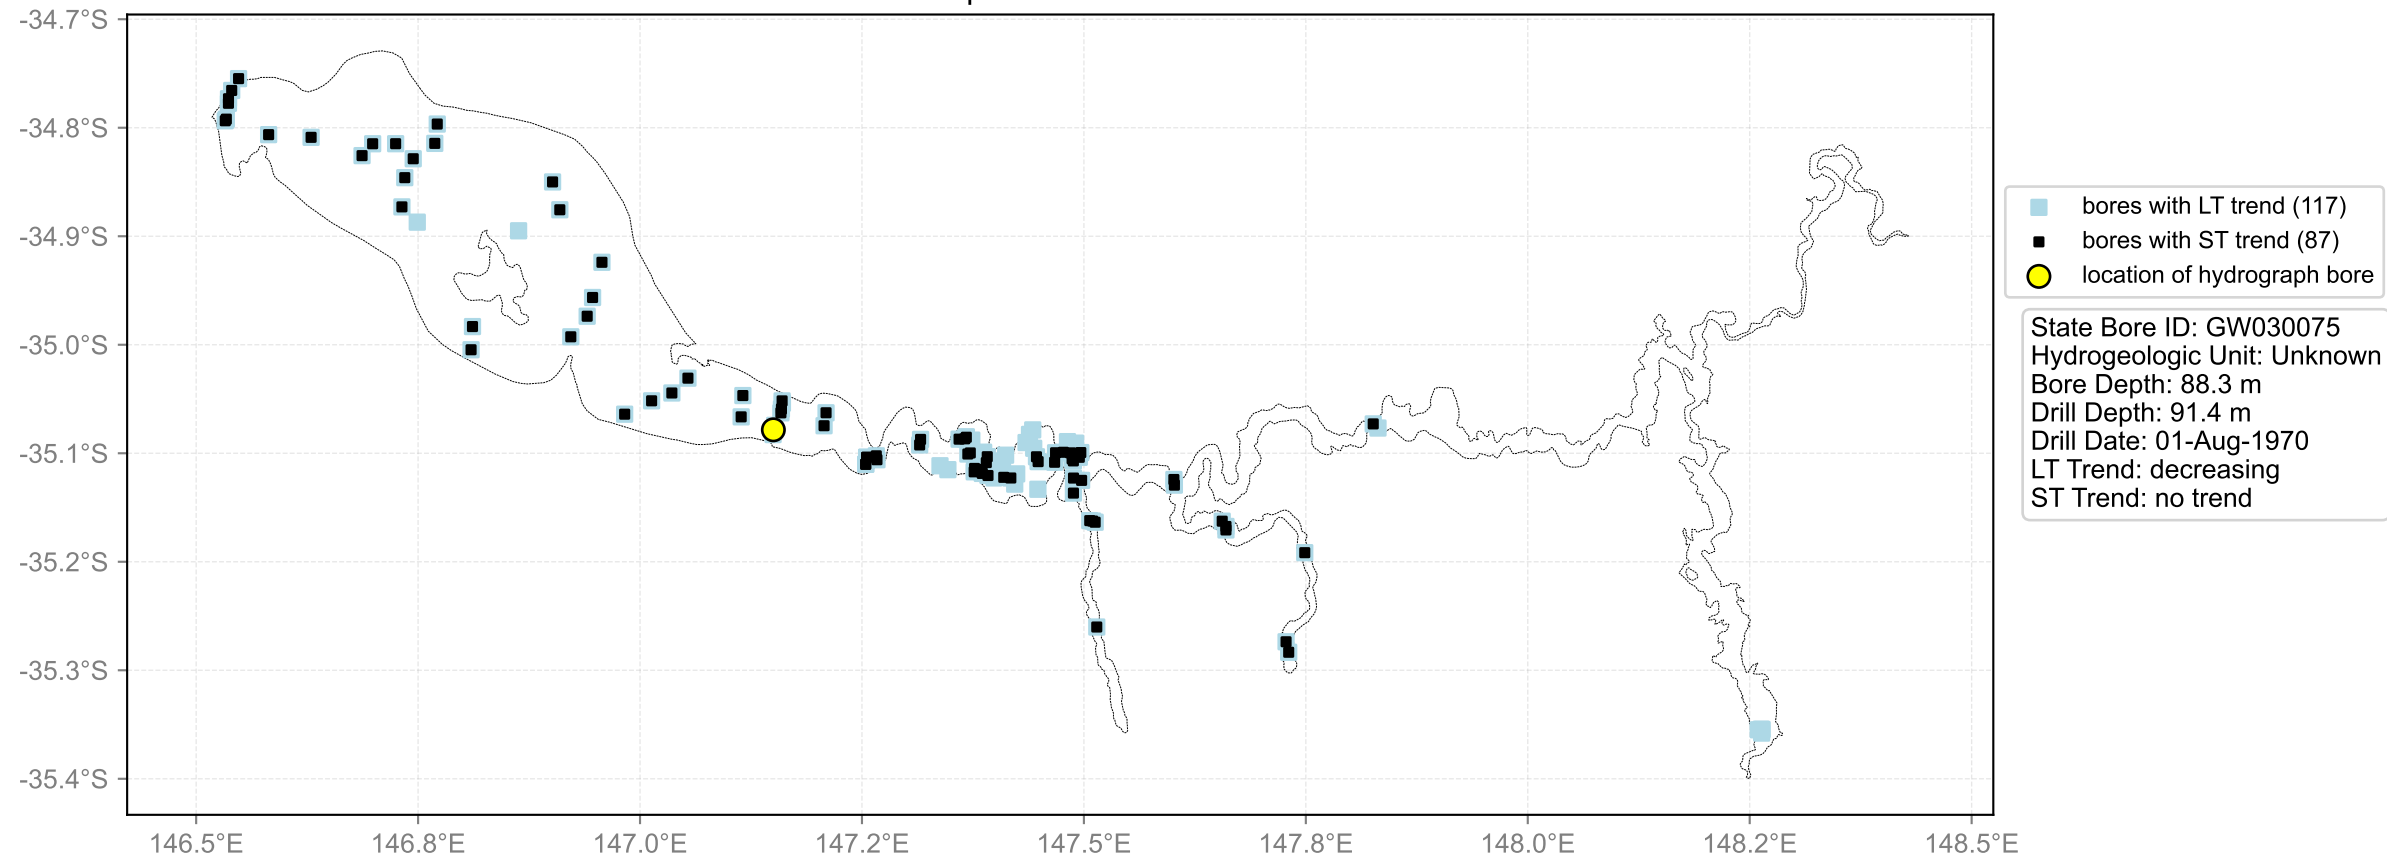 -34.7°S
-34.8°S
-34.9°S
-35.0°S
-35.1°S
-35.2°S
-35.3°S
-35.4°S
146.5°E
146.8°E
147.0°E
147.2°E
147.5°E
147.8°E
148.0°E
148.2°E
148.5°E
bores with LT trend (117)
bores with ST trend (87)
location of hydrograph bore
State Bore ID: GW030075
Hydrogeologic Unit: Unknown
Bore Depth: 88.3 m
Drill Depth: 91.4 m
Drill Date: 01-Aug-1970
LT Trend: decreasing
ST Trend: no trend